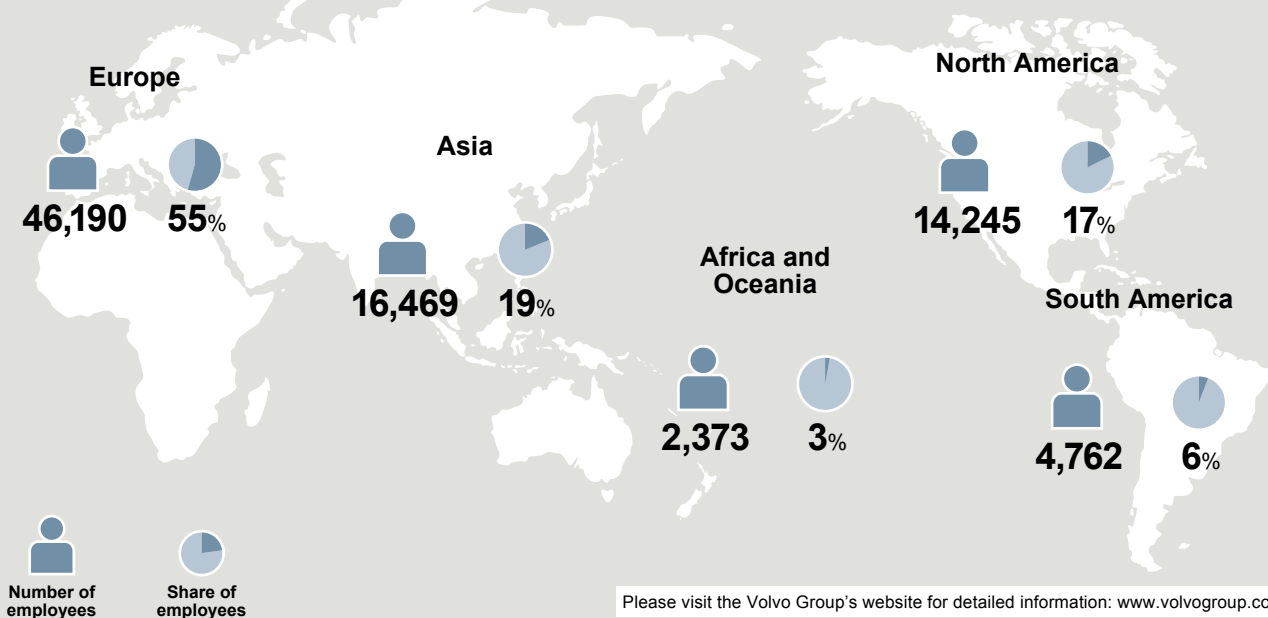 Europe
46,190 55%
Asia
16,469 19%
Africa and
Oceania
2,373 3%
North America
14,245 17%
South America
4,762 6%
Number of
employees
Share of
employees
Please visit the Volvo Group's website for detailed information: www.volvogroup.co